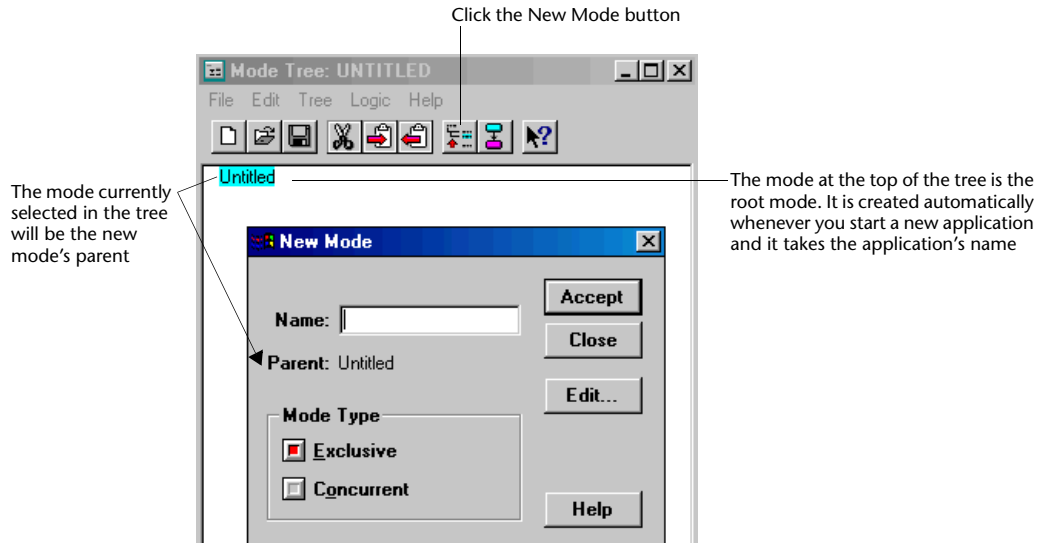 Click the New Mode button
Mode Tree: UNTITLED
File Edit Tree Logic Help
Untitled
The mode currently
selected in the tree
will be the new
mode's parent
The mode at the top of the tree is the
root mode. It is created automatically
whenever you start a new application
and it takes the application's name
New Mode
Name:
Parent: Untitled
Mode Type
Exclusive
Concurrent
Accept
Close
Edit...
Help